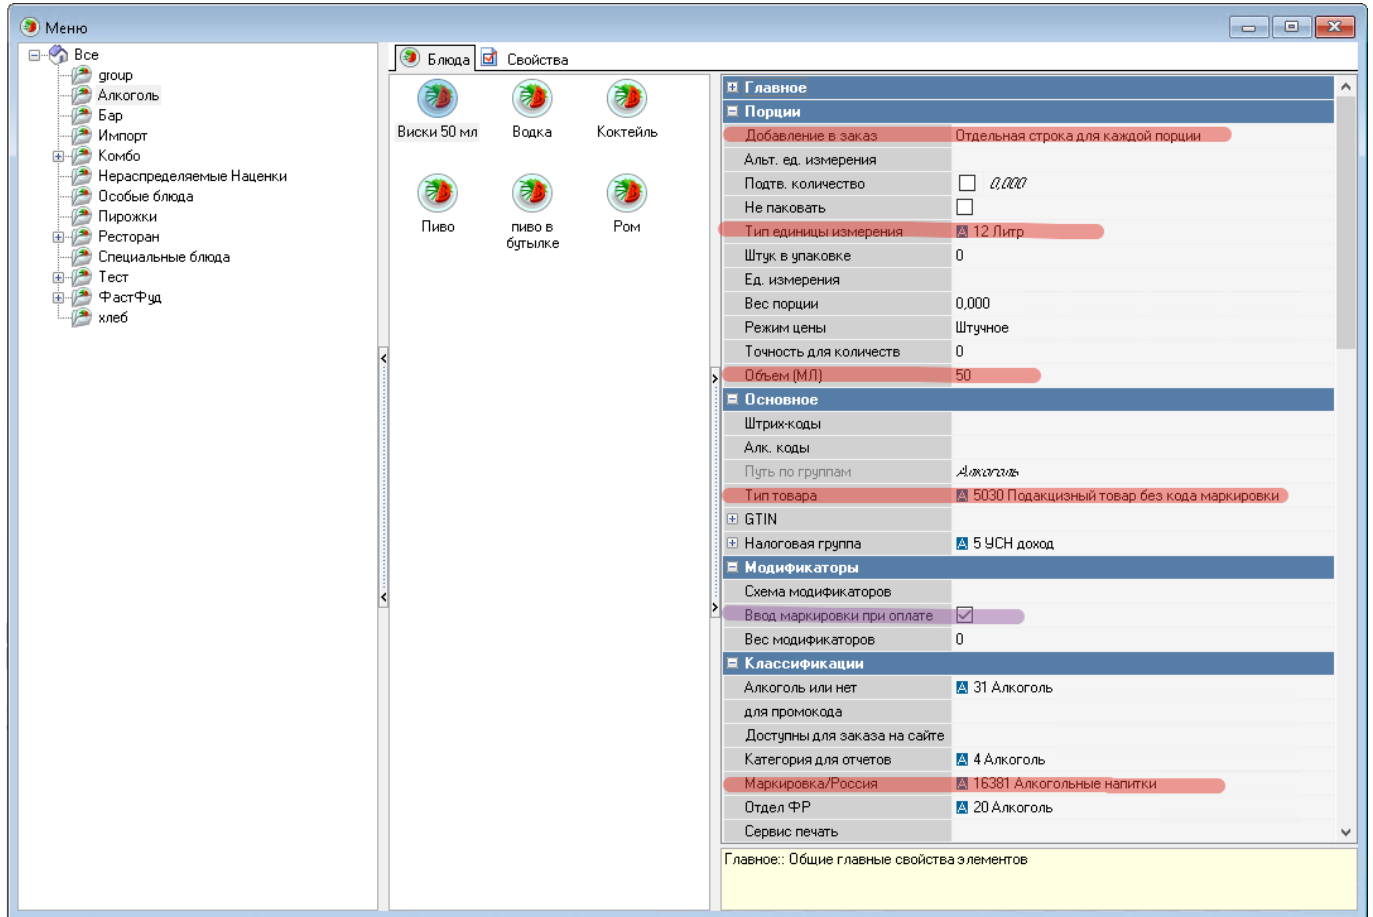 Меню
Все
group
Алкоголь
Бар
Импорт
Комбо
Нераспределяемые Наценки
Особые блюда
Пирожки
Ресторан
Специальные блюда
Тест
ФастФуд
хлеб
Блюда Свойства
Виски 50 мл Водка Коктейль
Пиво пиво в бутылке Ром
Главное
Порции
Добавление в заказ Отдельная строка для каждой порции
Альт. ед. измерения
Подтв. количество 0,000
Не паковать
Тип единицы измерения A 12 Литр
Штук в упаковке 0
Ед. измерения
Вес порции 0,000
Режим цены Штучное
Точность для количеств 0
Объем (МЛ) 50
Основное
Штрих-коды
Алк. коды
Путь по группам Алкоголь
Тип товара A 5030 Подакцизный товар без кода маркировки
GTIN
Налоговая группа A 5 УСН доход
Модификаторы
Схема модификаторов
Ввод маркировки при оплате
Вес модификаторов 0
Классификации
Алкоголь или нет A 31 Алкоголь
для промокода
Доступны для заказа на сайте
Категория для отчетов A 4 Алкоголь
Маркировка/Россия A 16381 Алкогольные напитки
Отдел ФР A 20 Алкоголь
Сервис печать
Главное:: Общие главные свойства элементов